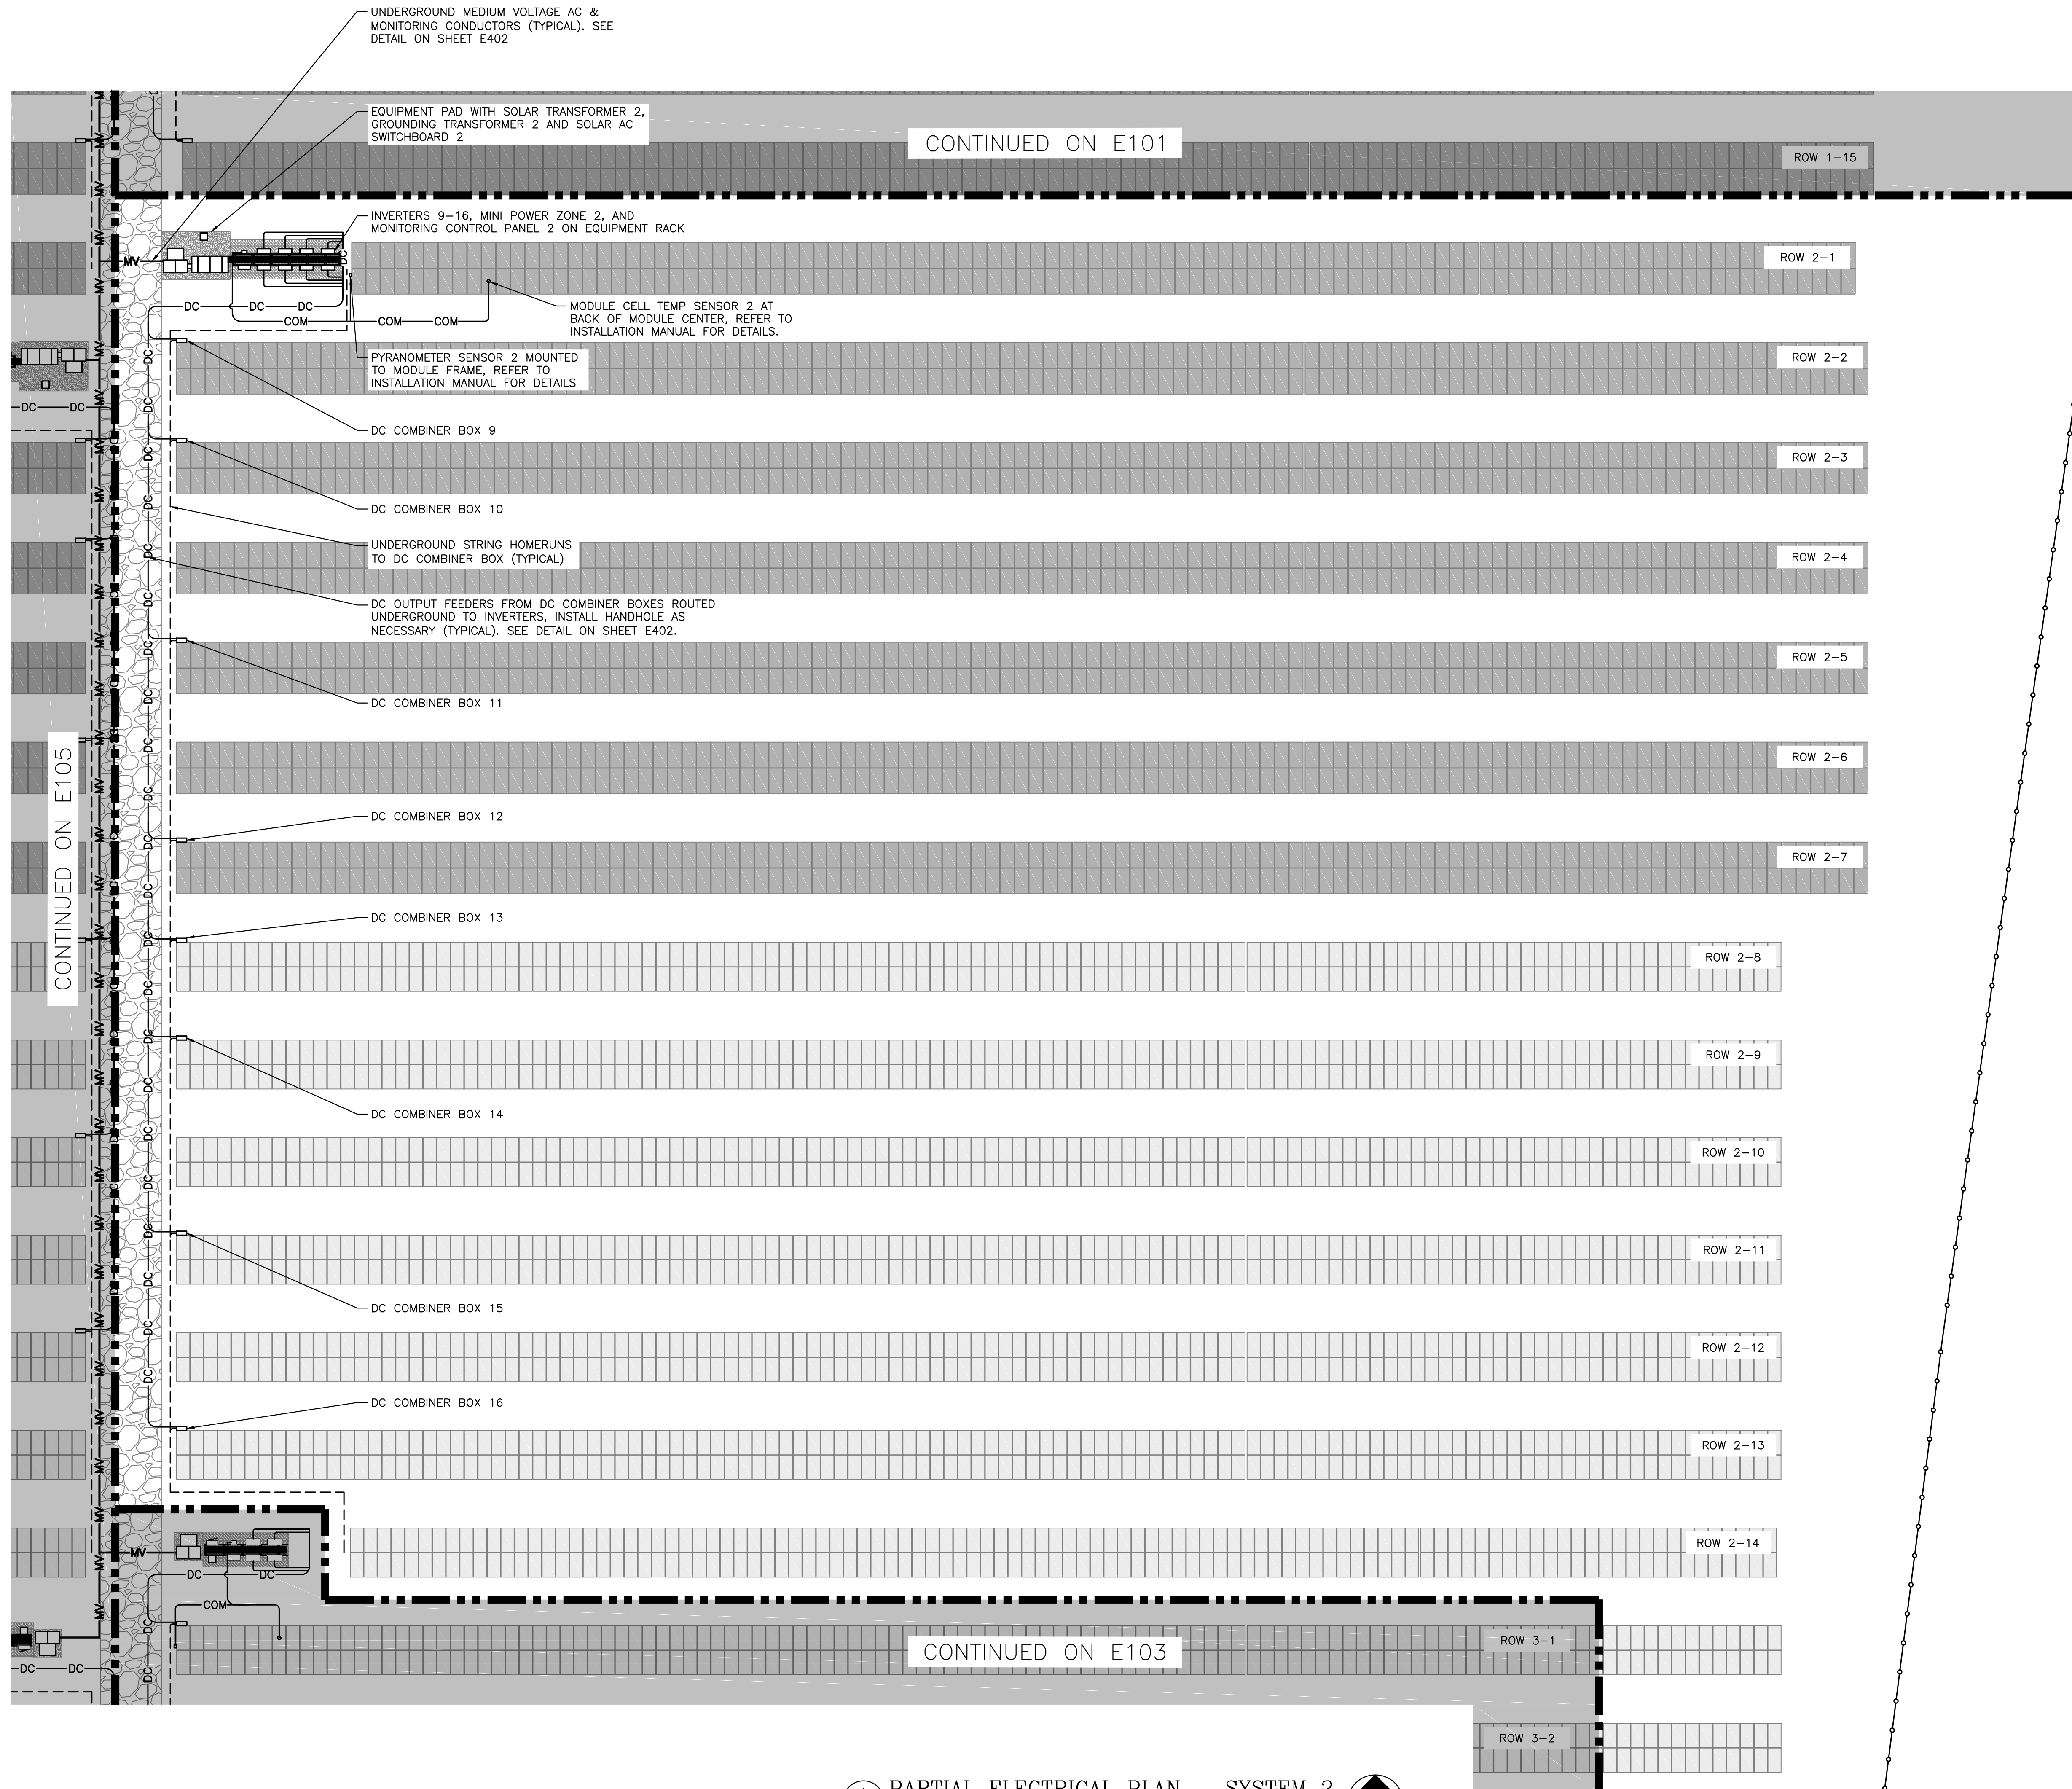 UNDERGROUND MEDIUM VOLTAGE AC &
MONITORING CONDUCTORS (TYPICAL). SEE
DETAIL ON SHEET E402
EQUIPMENT PAD WITH SOLAR TRANSFORMER 2,
GROUNDING TRANSFORMER 2 AND SOLAR AC
SWITCHBOARD 2
CONTINUED ON E101
ROW 1-15
INVERTERS 9-16, MINI POWER ZONE 2, AND
MONITORING CONTROL PANEL 2 ON EQUIPMENT RACK
MV
DC
ROW 2-1
DC DC DC
COM COM COM
MODULE CELL TEMP SENSOR 2 AT
BACK OF MODULE CENTER, REFER TO
INSTALLATION MANUAL FOR DETAILS.
PYRANOMETER SENSOR 2 MOUNTED
TO MODULE FRAME, REFER TO
INSTALLATION MANUAL FOR DETAILS
ROW 2-2
DC DC
DC COMBINER BOX 9
ROW 2-3
DC COMBINER BOX 10
UNDERGROUND STRING HOMERUNS
TO DC COMBINER BOX (TYPICAL)
ROW 2-4
DC OUTPUT FEEDERS FROM DC COMBINER BOXES ROUTED
UNDERGROUND TO INVERTERS, INSTALL HANDHOLE AS
NECESSARY (TYPICAL). SEE DETAIL ON SHEET E402.
ROW 2-5
DC COMBINER BOX 11
CONTINUED ON E105
ROW 2-6
DC COMBINER BOX 12
ROW 2-7
DC COMBINER BOX 13
ROW 2-8
ROW 2-9
DC COMBINER BOX 14
ROW 2-10
ROW 2-11
DC COMBINER BOX 15
ROW 2-12
DC COMBINER BOX 16
ROW 2-13
ROW 2-14
MV
DC DC
COM
ROW 3-1
CONTINUED ON E103
DC DC
ROW 3-2
PARTIAL ELECTRICAL PLAN - SYSTEM 2